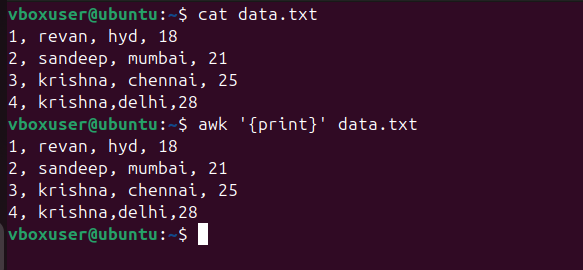 vboxuser@ubuntu:~$ cat data.txt
1, revan, hyd, 18
2, sandeep, mumbai, 21
3, krishna, chennai, 25
4, krishna,delhi,28
vboxuser@ubuntu:~$ awk '{print}' data.txt
1, revan, hyd, 18
2, sandeep, mumbai, 21
3, krishna, chennai, 25
4, krishna,delhi,28
vboxuser@ubuntu:~$